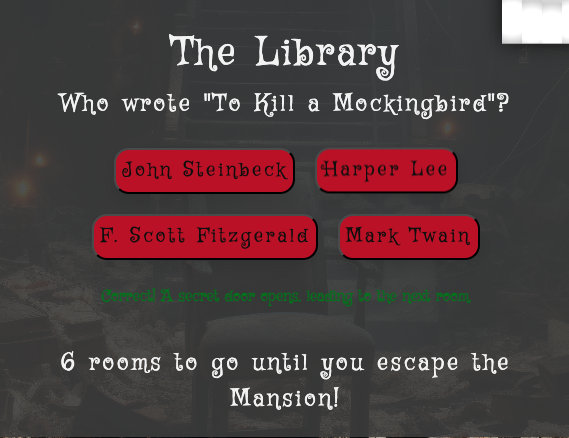 The Library
Who wrote "To Kill a Mockingbird"?
John Steinbeck Harper Lee
F. Scott Fitzgerald Mark Twain
Correct! A secret door opens, leading to the next room.
6 rooms to go until you escape the
Mansion!